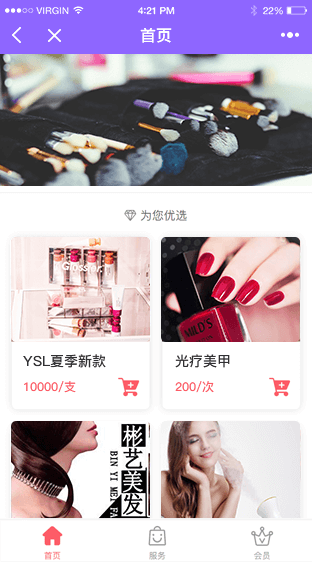 VIRGIN
4:21 PM
22%
首页
为您优选
Glossier.
MILD'S
YSL夏季新款
光疗美甲
10000/支
200/次
彬艺美发
BIN YI MEI FA
首页
服务
会员